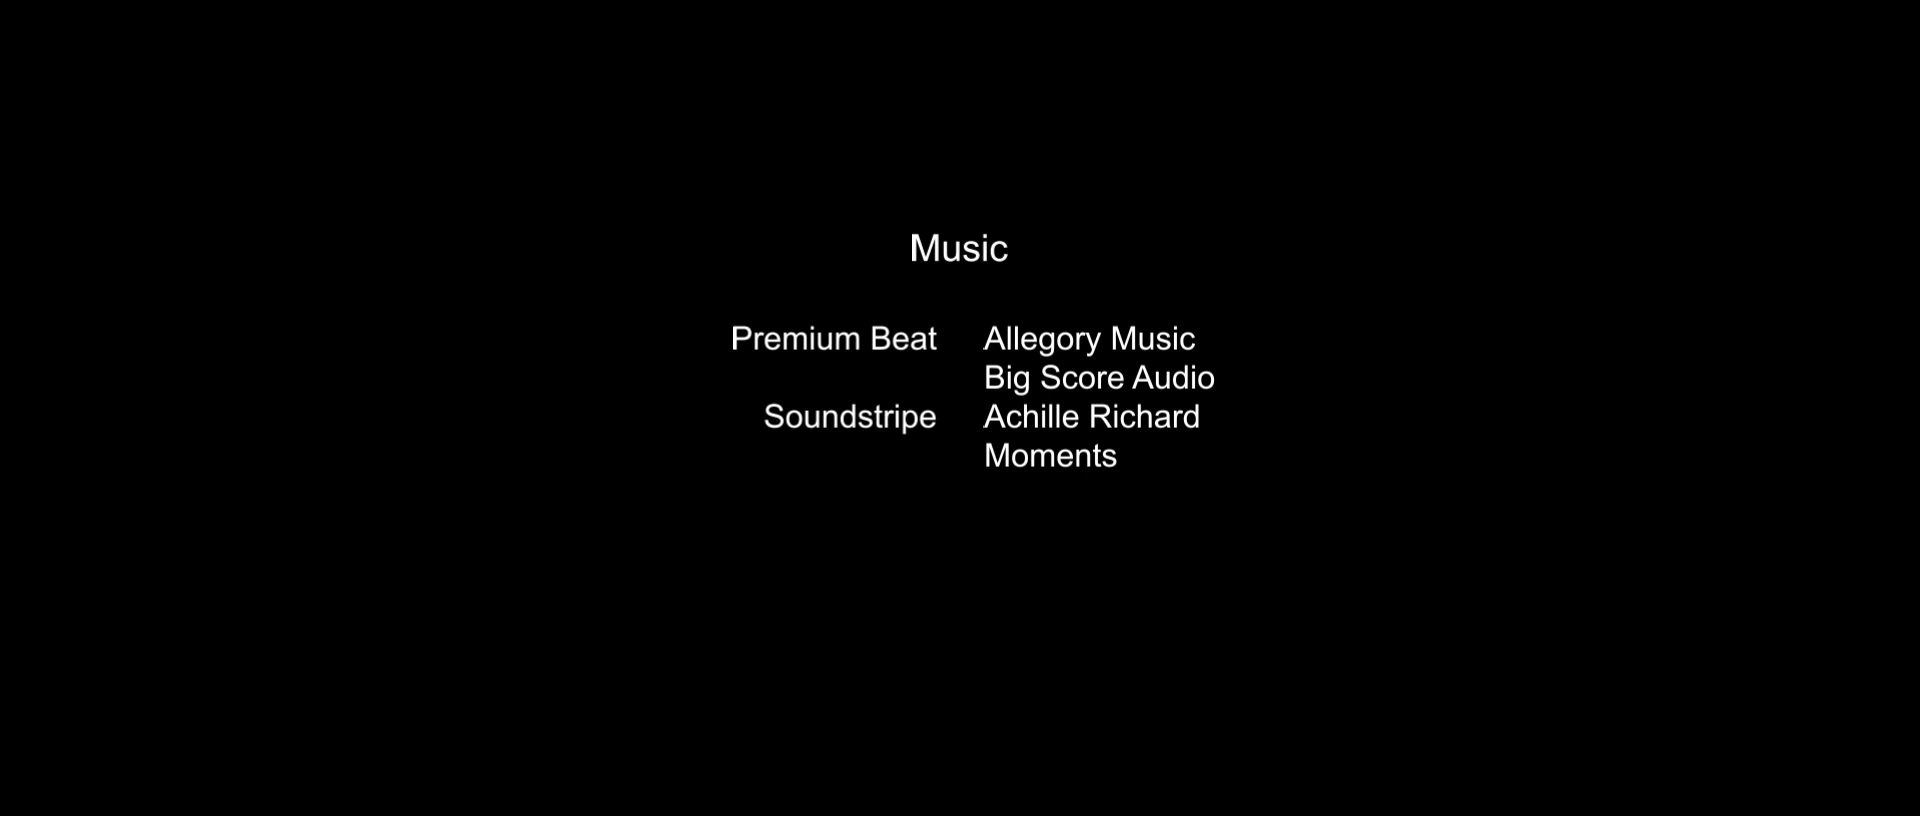 Music
Premium Beat Allegory Music
Big Score Audio
Soundstripe Achille Richard
Moments